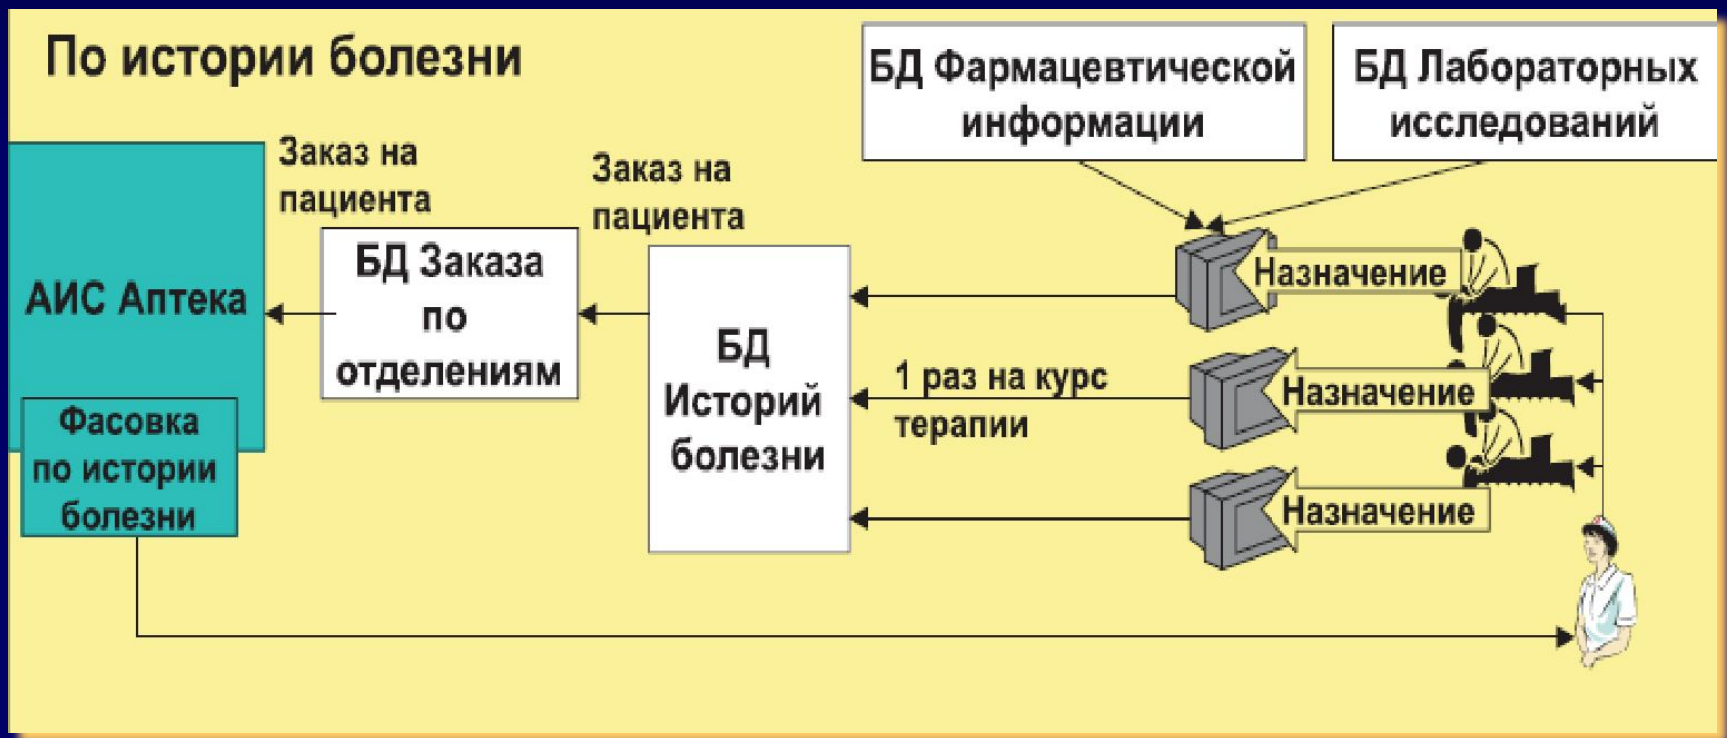 По истории болезни
БД Фармацевтической
информации
БД Лабораторных
исследований
Заказ на
пациента
Заказ на
пациента
АИС Аптека
БД Заказа
по
отделениям
БД
Историй
болезни
1 раз на курс
терапии
Назначение
Назначение
Назначение
Фасовка
по истории
болезни